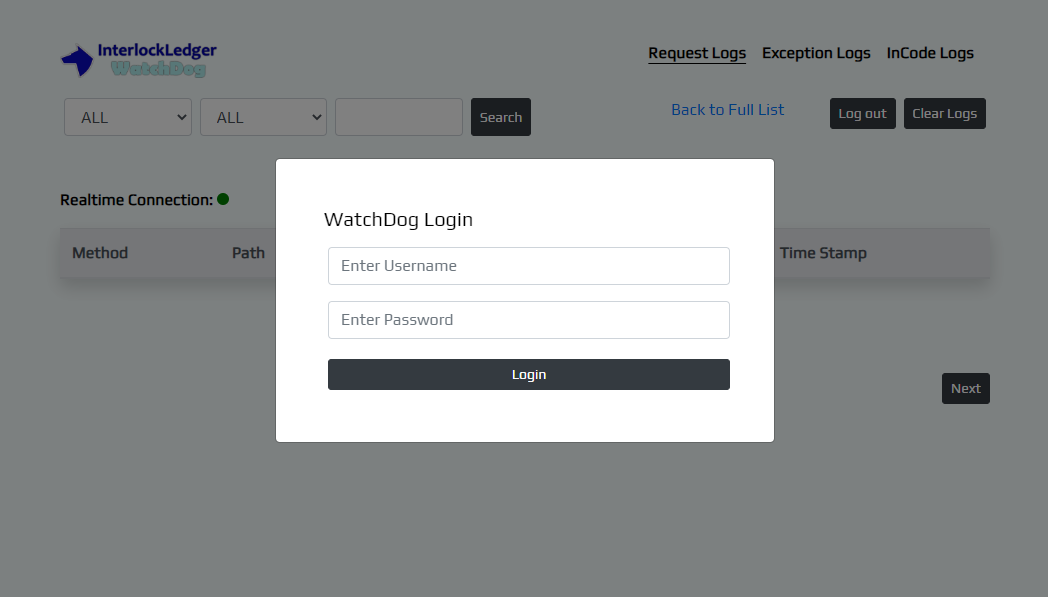 InterlockLedger
WatchDog
Request Logs Exception Logs InCode Logs
ALL ALL Search Back to Full List Log out Clear Logs
Realtime Connection:
Method Path Time Stamp
WatchDog Login
Enter Username
Enter Password
Login
Next